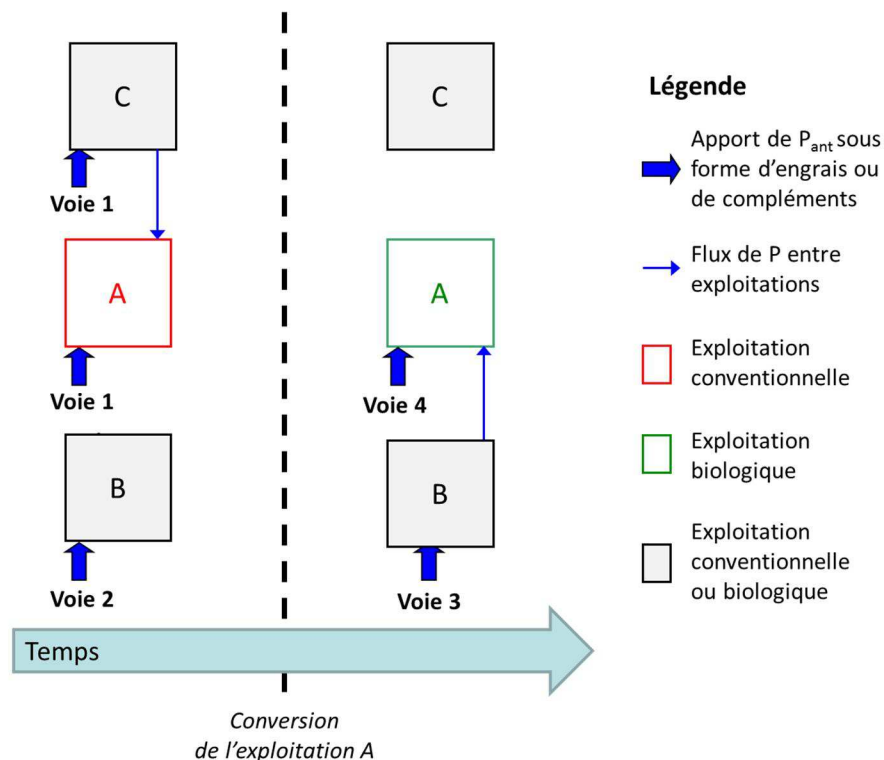 C
Voie 1
A
Voie 1
B
Voie 2
C
A
Voie 4
B
Voie 3
Temps
Conversion
de l'exploitation A
Légende
Apport de Pant sous
forme d'engrais ou
de compléments
Flux de P entre
exploitations
Exploitation
conventionnelle
Exploitation
biologique
Exploitation
conventionnelle
ou biologique